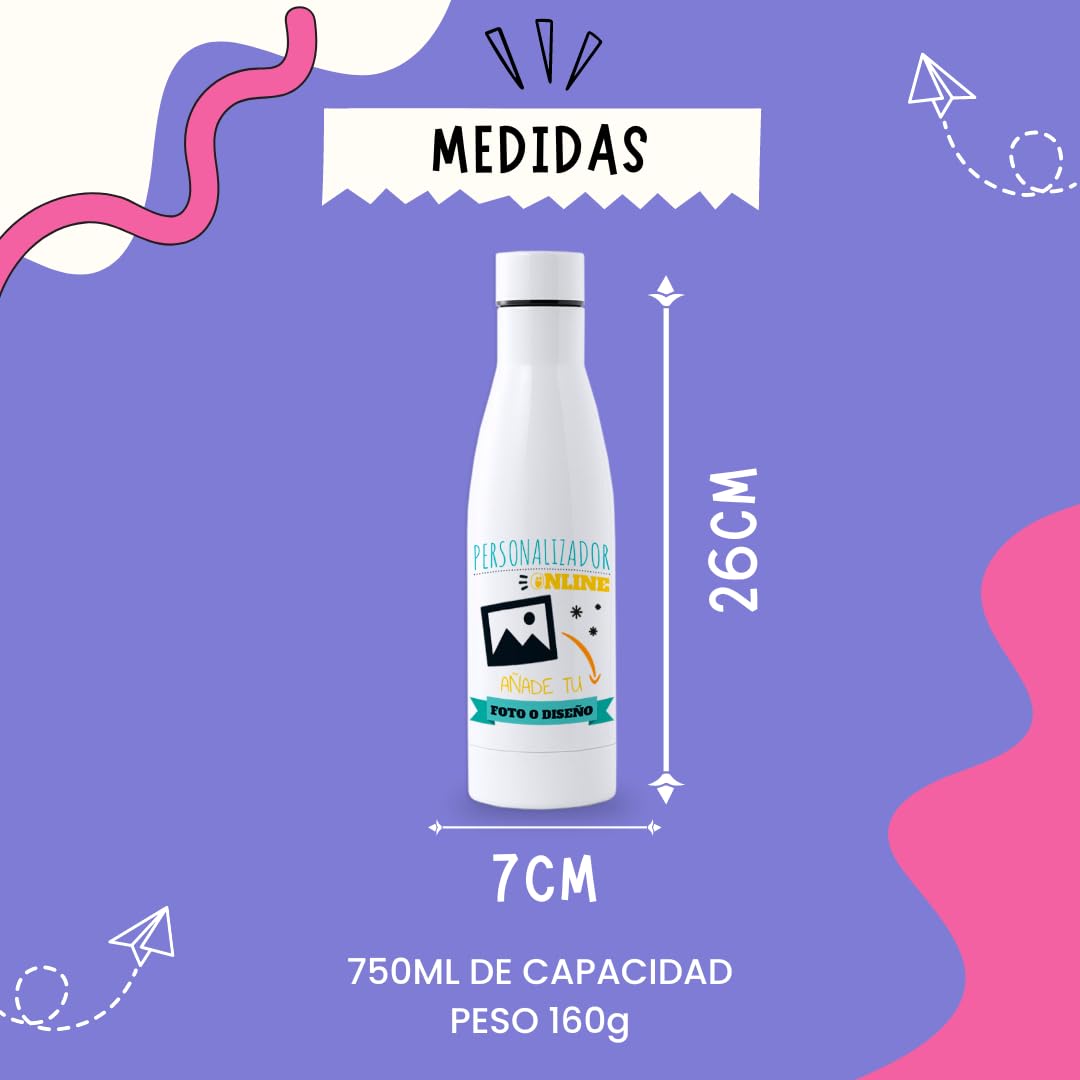 MEDIDAS
26CM
PERSONALIZADOR
ONLINE
AÑADE TU
FOTO O DISEÑO
7CM
750ML DE CAPACIDAD
PESO 160g